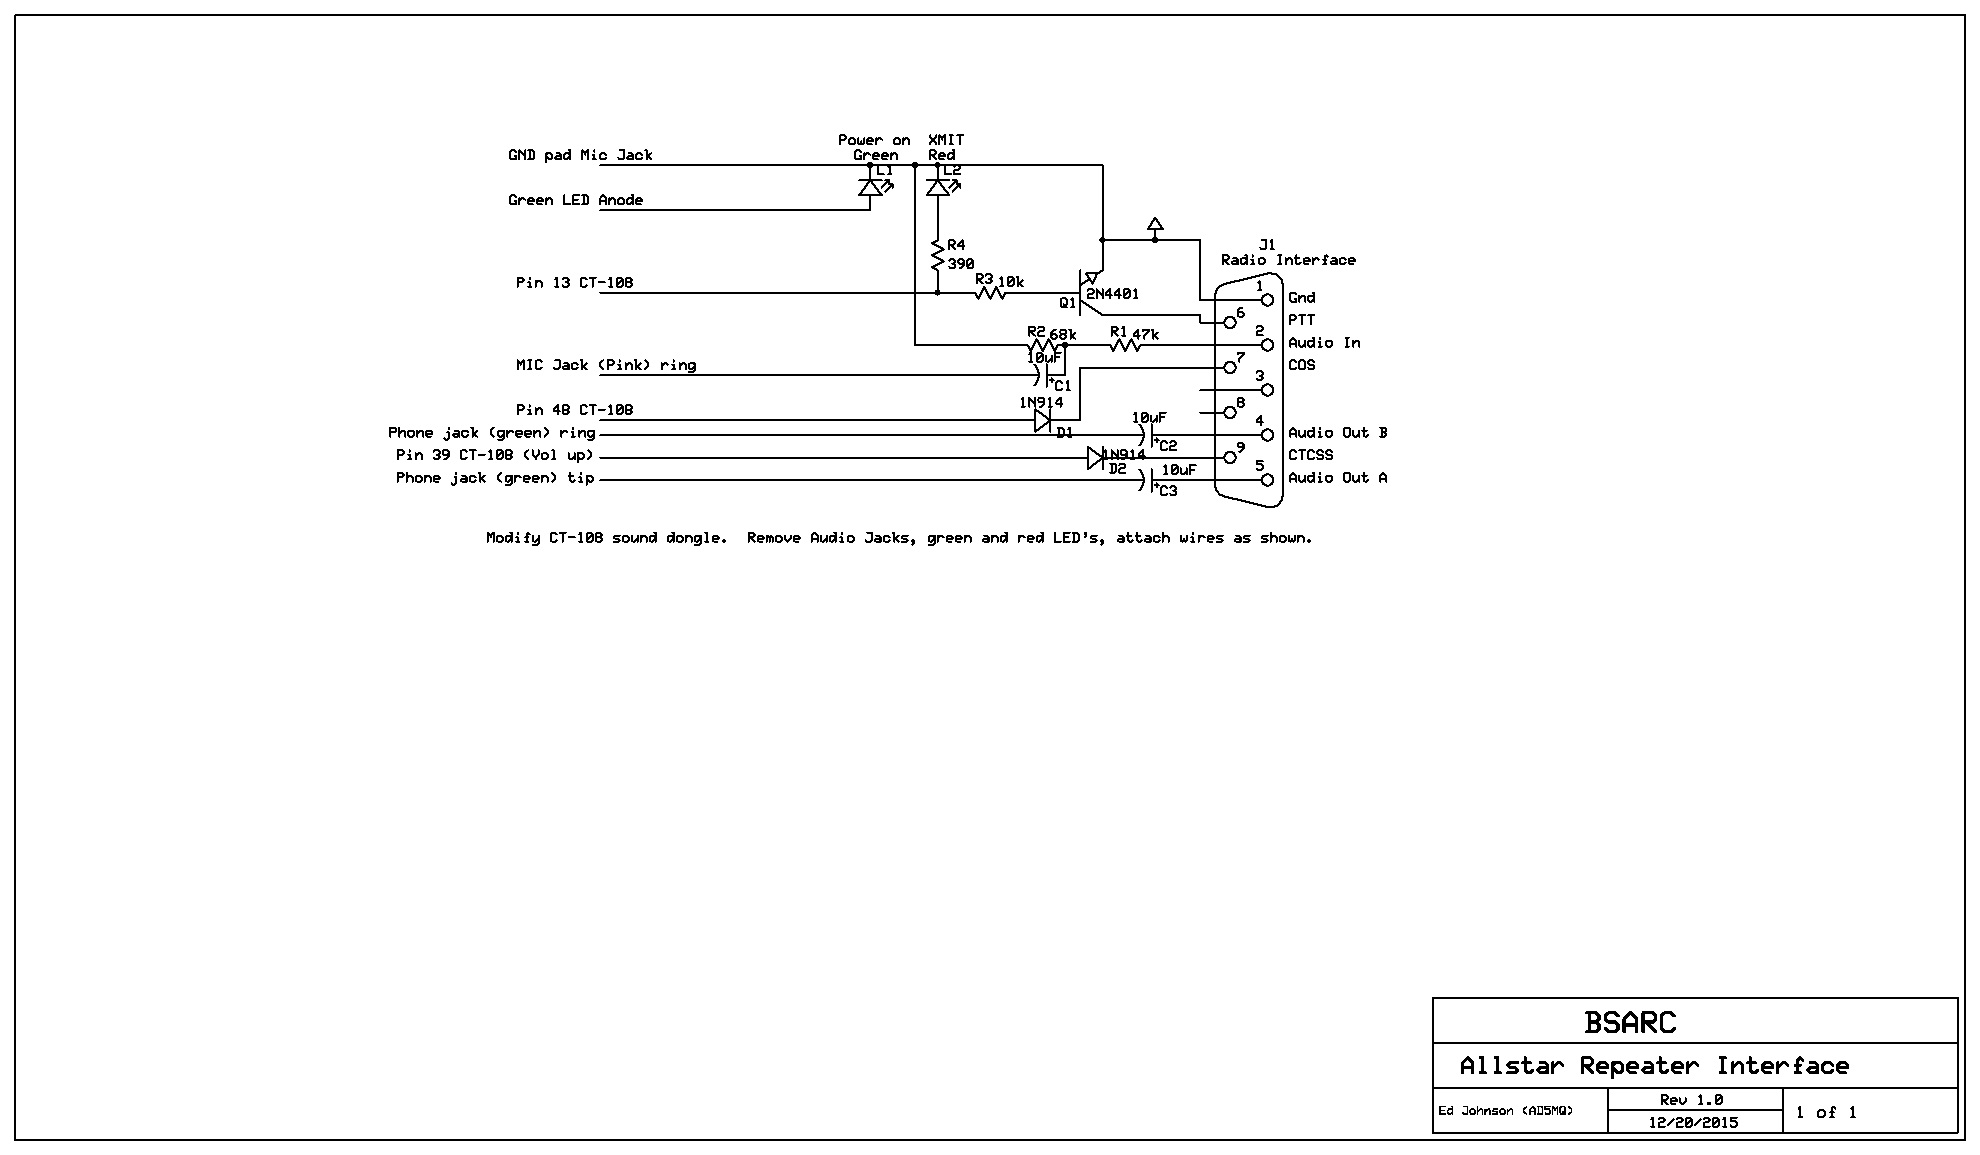 Power on XMIT
Green Red
GND pad Mic Jack
L1 L2
Green LED Anode
R4
390
J1
Radio Interface
Pin 13 CT-108
R3 10k
2N4401
Q1
1
Gnd
6
PTT
R2 68k
R1 47k
2
Audio In
10uF
+C1
MIC Jack (Pink) ring
7
COS
3
1N914
D1
Pin 48 CT-108
8
Phone jack (green) ring
10uF
+C2
4
Audio Out B
Pin 39 CT-108 (Vol up)
1N914
D2
9
CTCSS
Phone jack (green) tip
10uF
+C3
5
Audio Out A
Modify CT-108 sound dongle. Remove Audio Jacks, green and red LED's, attach wires as shown.
BSARC
Allstar Repeater Interface
Ed Johnson (AD5MQ)
Rev 1.0
12/20/2015
1 of 1